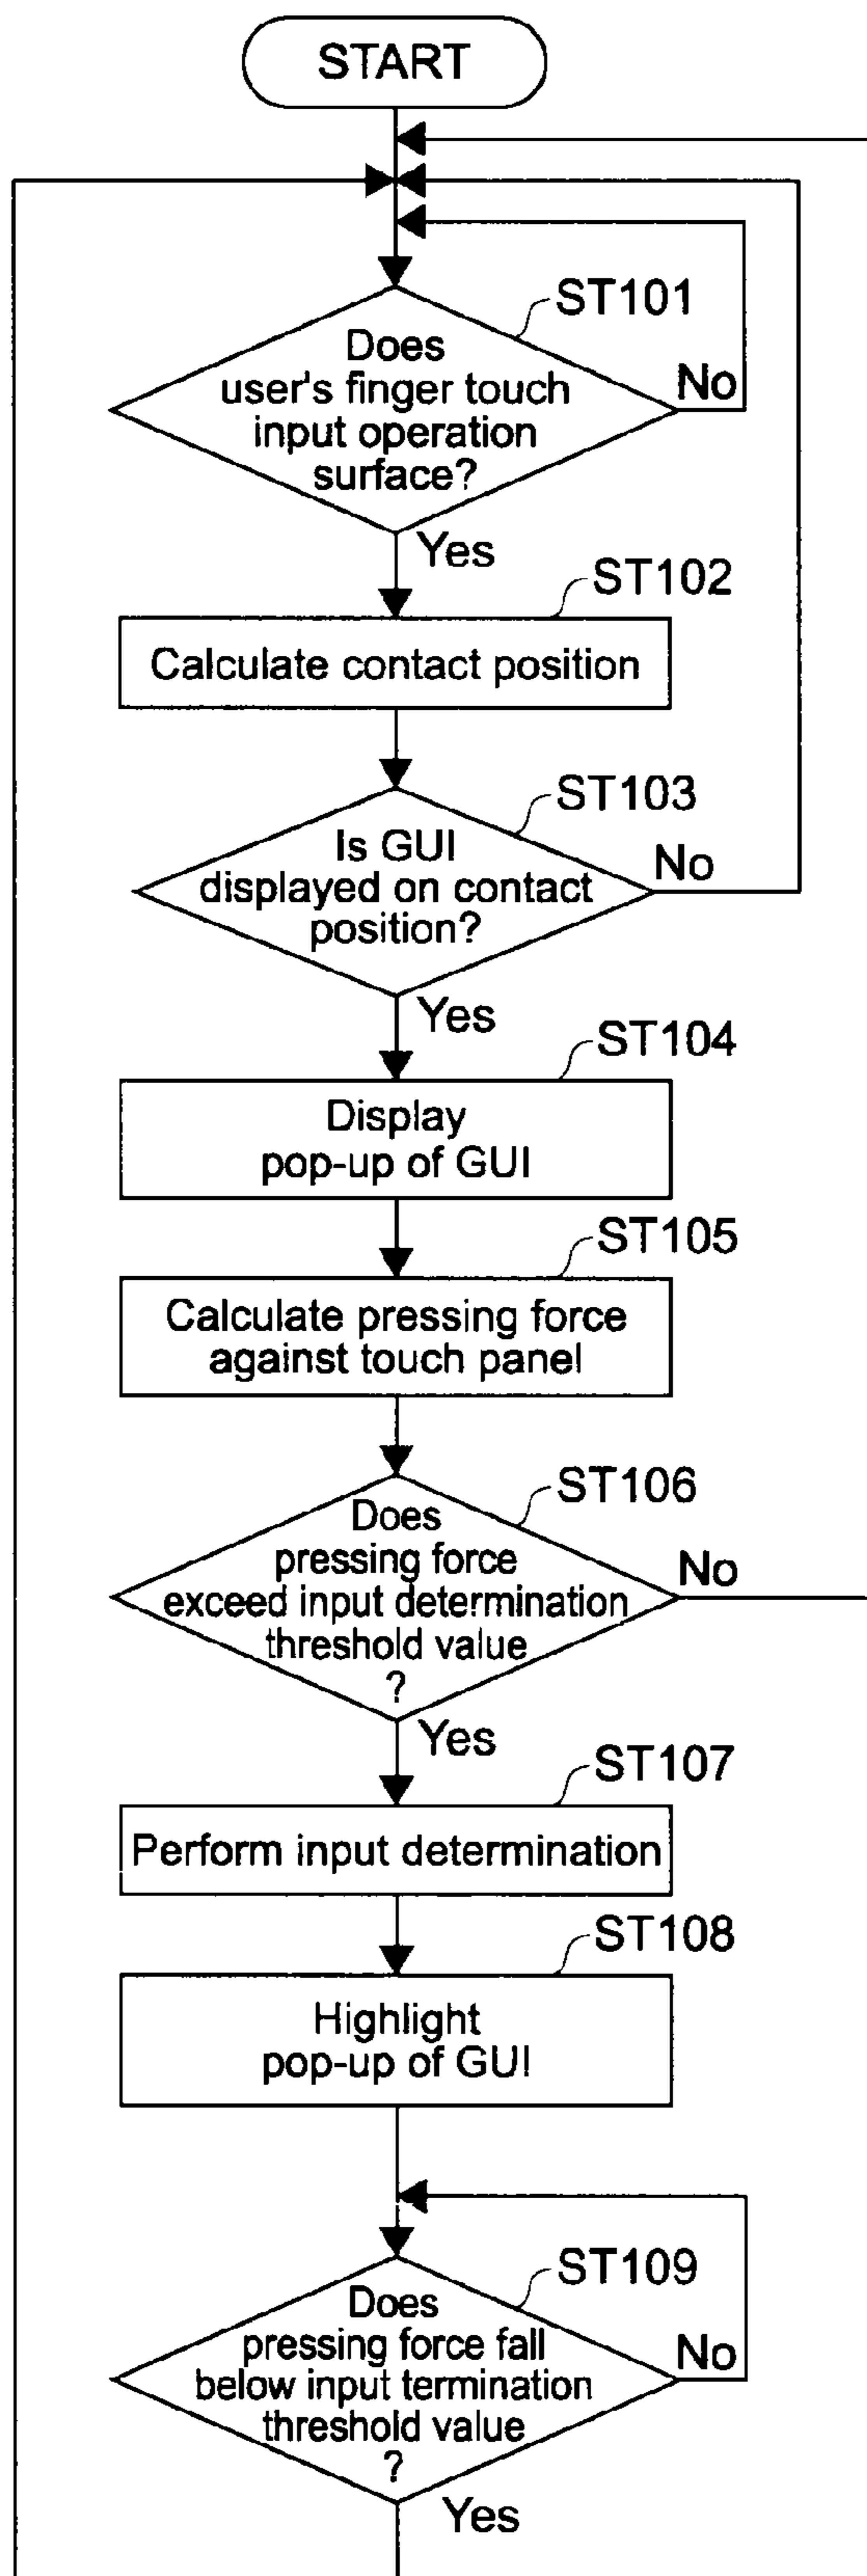 START
ST101
Does
user's finger touch
input operation
surface?
No
Yes
ST102
Calculate contact position
ST103
Is GUI
displayed on contact
position?
No
Yes
ST104
Display
pop-up of GUI
ST105
Calculate pressing force
against touch panel
ST106
Does
pressing force
exceed input determination
threshold value
?
No
Yes
ST107
Perform input determination
ST108
Highlight
pop-up of GUI
ST109
Does
pressing force fall
below input termination
threshold value
?
No
Yes